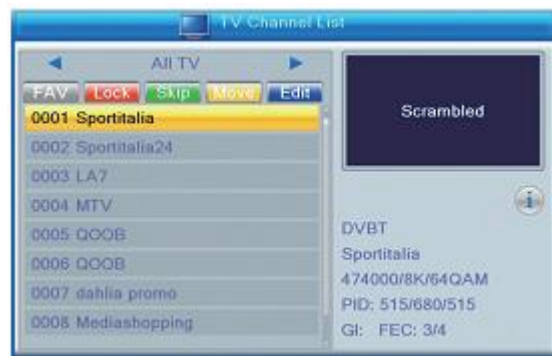 TV Channel List
All TV
FAV Lock Skip Move Edit
0001 Sportitalia
0002 Sportitalia24
0003 LA7
0004 MTV
0005 QOOB
0006 QOOB
0007 dahlia promo
0008 Mediashopping
Scrambled
i
DVBT
Sportitalia
474000/8K/64QAM
PID: 515/680/515
GI: FEC: 3/4